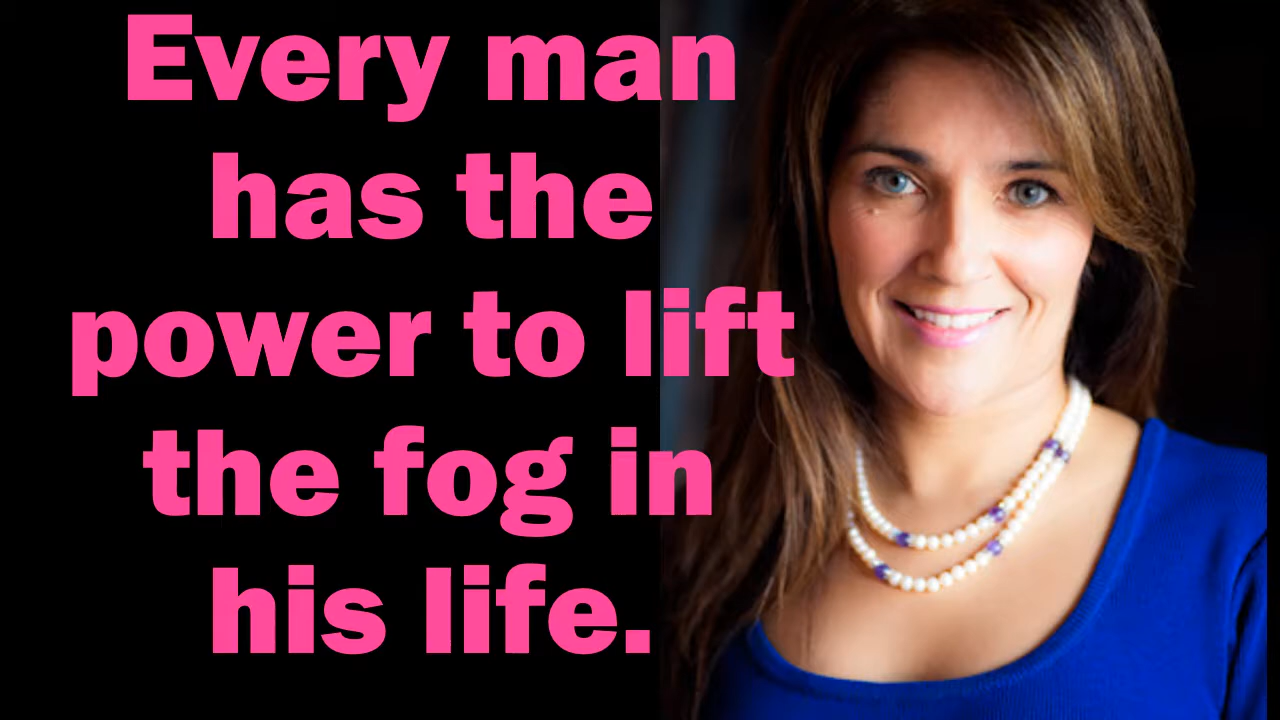 Every man
has the
power to lift
the fog in
his life.